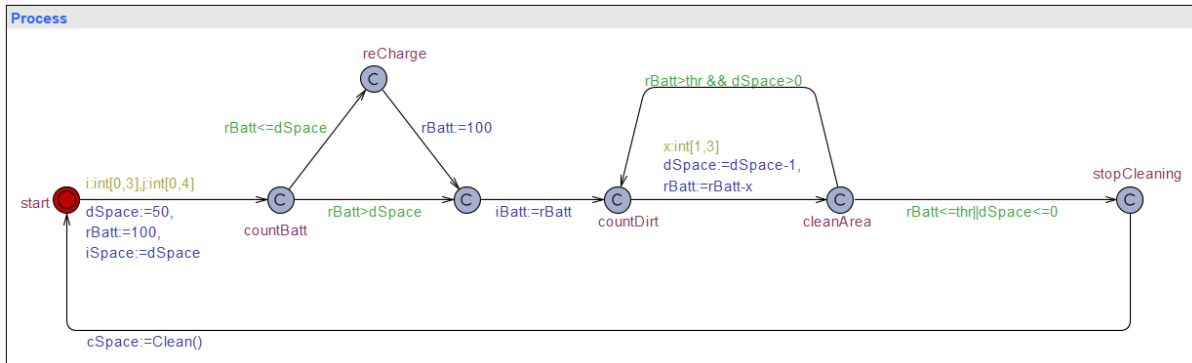 Process
reCharge
rBatt>thr && dSpace>0
rBatt<=dSpace
rBatt:=100
x:int[1,3]
dSpace:=dSpace-1,
rBatt:=rBatt-x
stopCleaning
i:int[0,3],j:int[0,4]
start
C
C
C
C
C
C
dSpace:=50,
rBatt:=100,
iSpace:=dSpace
countBatt
rBatt>dSpace
iBatt:=rBatt
countDirt
cleanArea
rBatt<=thr||dSpace<=0
cSpace:=Clean()